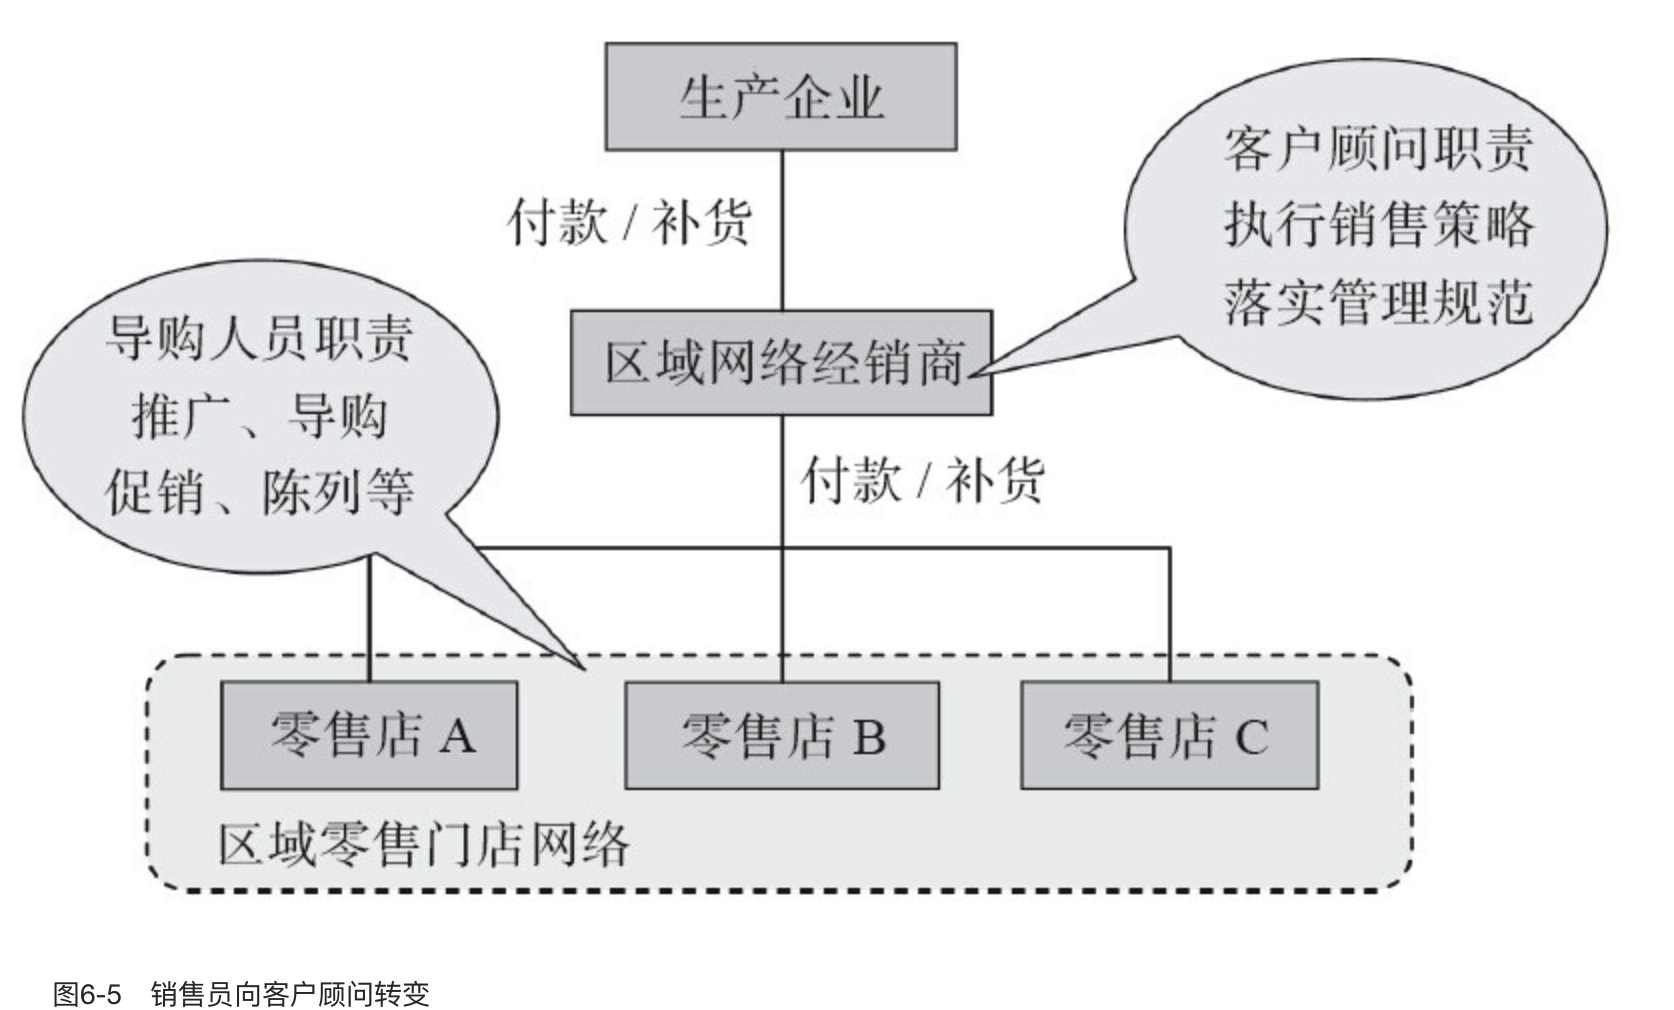 生产企业
客户顾问职责
执行销售策略
落实管理规范
付款 / 补货
导购人员职责
推广、导购
促销、陈列等
区域网络经销商
付款 / 补货
零售店 A
零售店 B
零售店 C
区域零售门店网络
图6-5 销售员向客户顾问转变